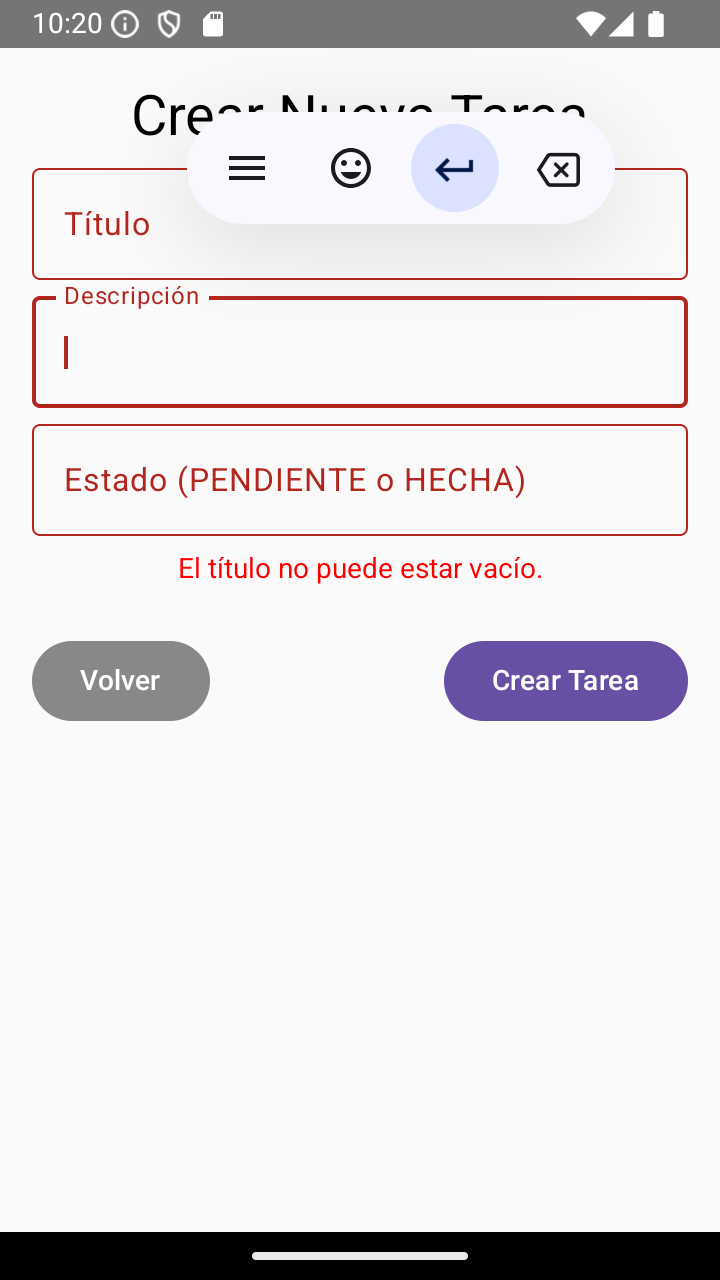 10:20
Crear Nueva Tarea
Título
Descripción
Estado (PENDIENTE o HECHA)
El título no puede estar vacío.
Volver
Crear Tarea